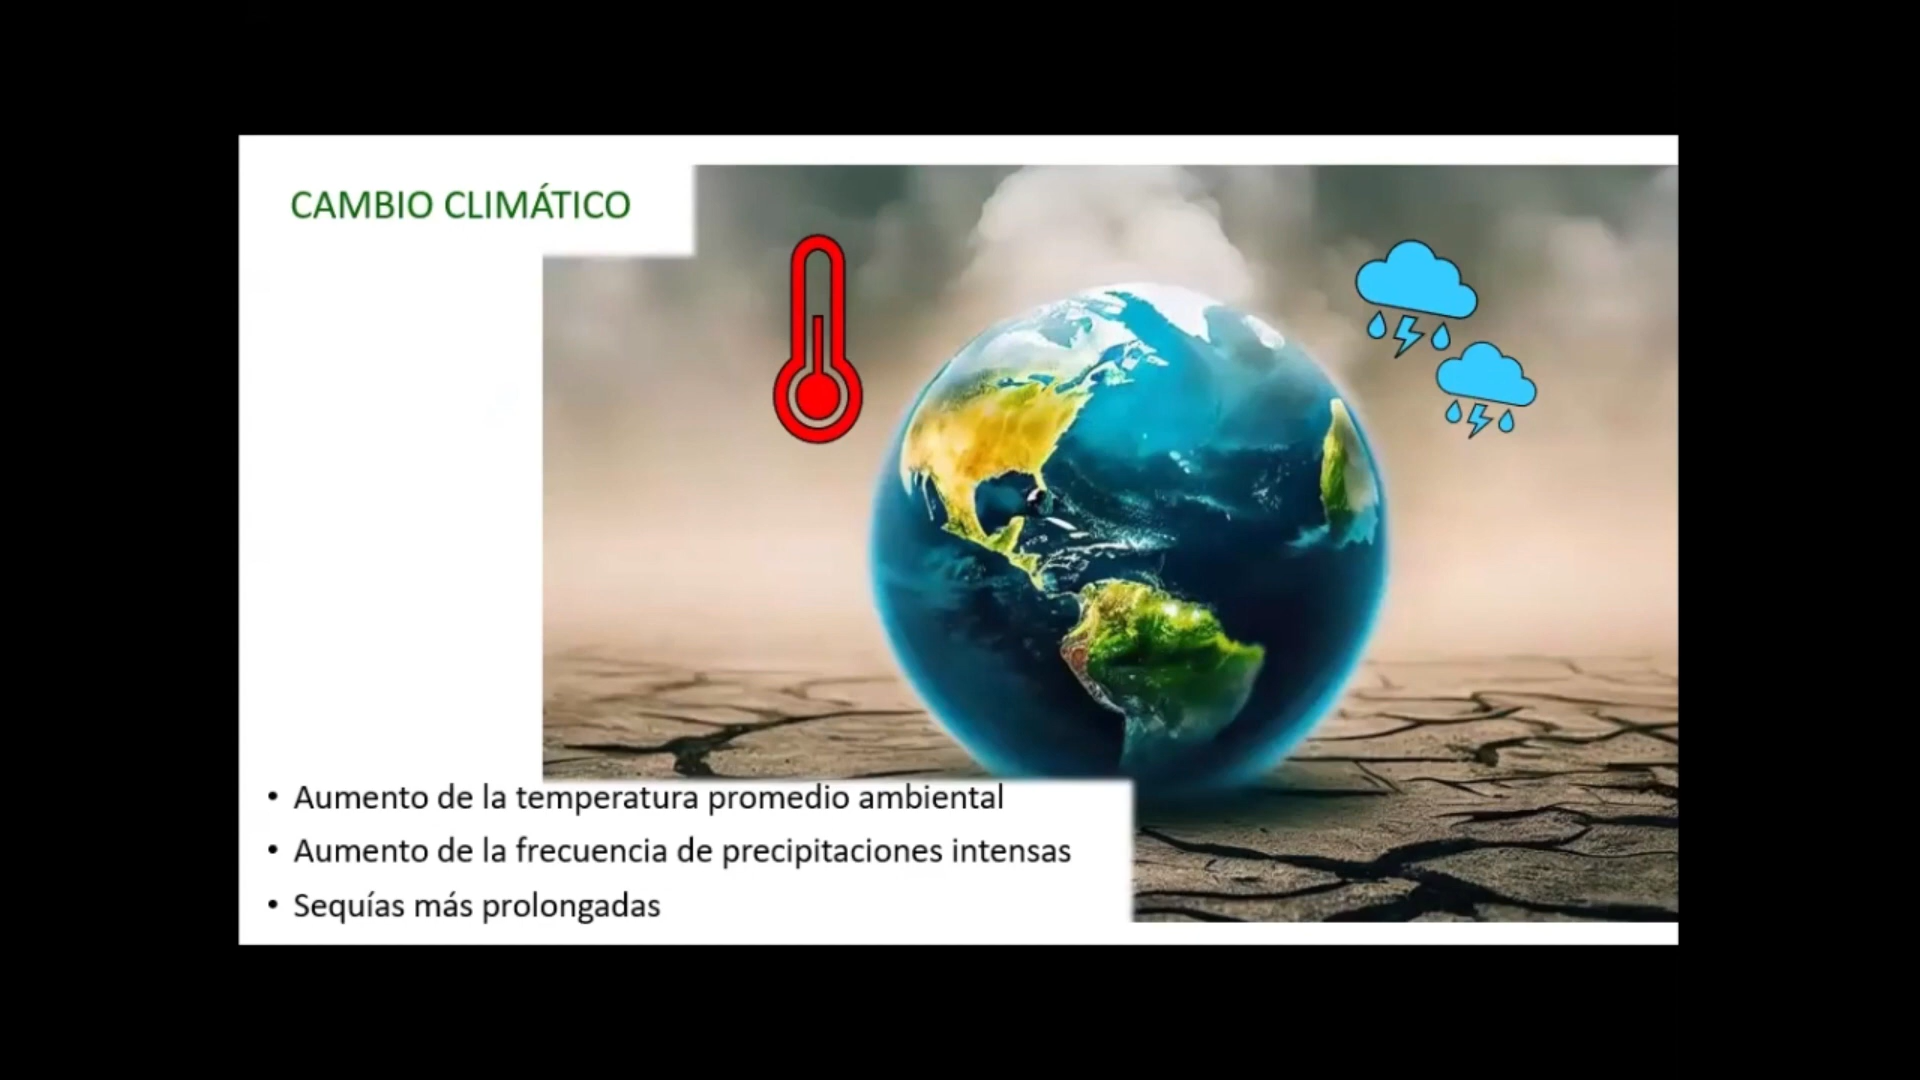 CAMBIO CLIMÁTICO
• Aumento de la temperatura promedio ambiental
• Aumento de la frecuencia de precipitaciones intensas
• Sequías más prolongadas